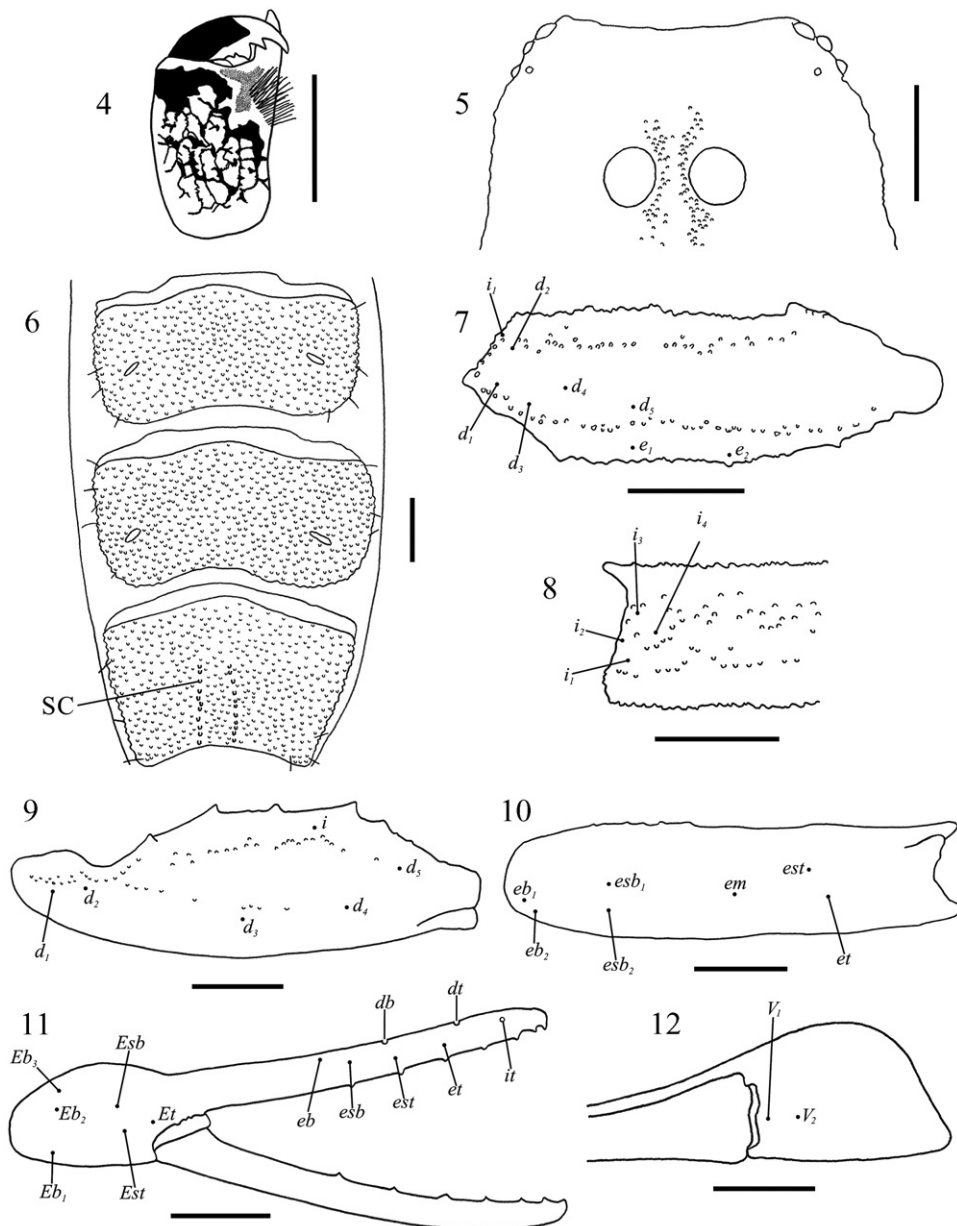 4
5
6
SC
7
i₁
d₂
d₄
d₅
d₁
d₃
e₁
e₂
8
i₃
i₄
i₂
i₁
9
i
d₅
d₂
d₄
d₃
d₁
10
esb₁
est
eb₁
em
eb₂
esb₂
et
11
db
dt
Esb
Eb₃
Eb₂
Et
it
et
est
esb
eb
Eb₁
Est
12
V₁
V₂